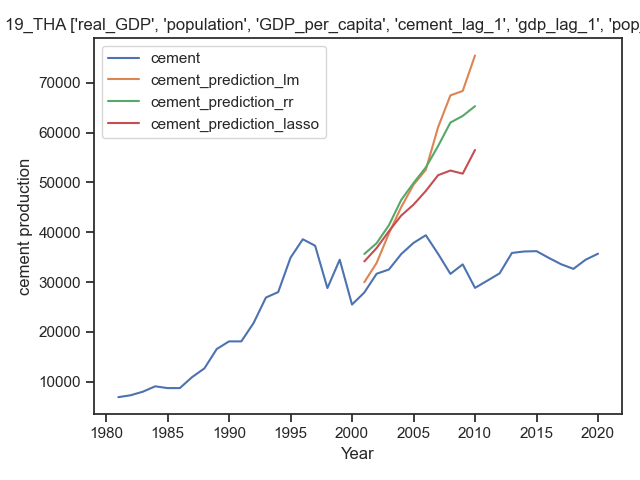 19_THA ['real_GDP', 'population', 'GDP_per_capita', 'cement_lag_1', 'gdp_lag_1', 'pop_
cement
cement_prediction_lm
cement_prediction_rr
cement_prediction_lasso
70000
60000
50000
40000
30000
20000
10000
cement production
1980 1985 1990 1995 2000 2005 2010 2015 2020
Year